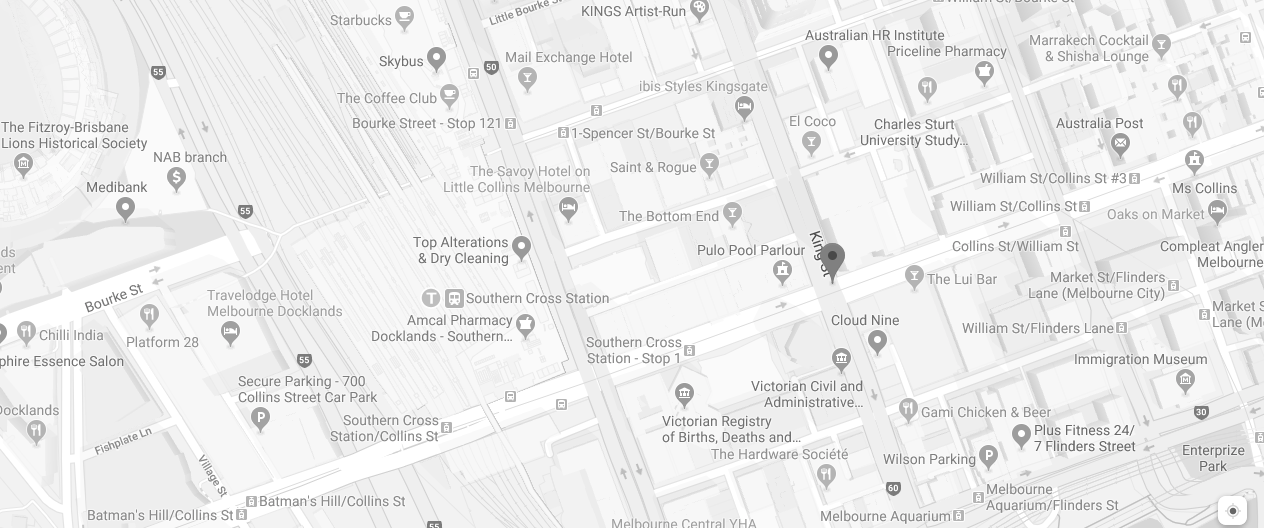 Little Bourke S
KINGS Artist-Run
William St/Bourke St
Starbucks
Australian HR Institute
Priceline Pharmacy
Marrakech Cocktail
& Shisha Lounge
Skybus
50
Mail Exchange Hotel
55
ibis Styles Kingsgate
The Coffee Club
Bourke Street - Stop 121
1-Spencer St/Bourke St
El Coco
Charles Sturt
University Study...
Australia Post
The Fitzroy-Brisbane
Lions Historical Society
NAB branch
Medibank
The Savoy Hotel on
Little Collins Melbourne
Saint & Rogue
William St/Collins St #3
Ms Collins
William St/Collins St
Oaks on Market
55
The Bottom End
King St
Top Alterations
& Dry Cleaning
Pulo Pool Parlour
Collins St/William St
Compleat Angler
Melbourne
ds
ent
Bourke St
Travelodge Hotel
Melbourne Docklands
T
Southern Cross Station
The Lui Bar
Market St/Flinders
Lane (Melbourne City)
Market S
Lane (M
Chilli India
Platform 28
Amcal Pharmacy
Docklands - Southern...
Cloud Nine
William St/Flinders Lane
phire Essence Salon
55
Southern Cross
Station - Stop 1
Immigration Museum
Secure Parking - 700
Collins Street Car Park
P
Victorian Civil and
Administrative...
Docklands
Southern Cross
Station/Collins St
Victorian Registry
of Births, Deaths and...
Gami Chicken & Beer
30
Fishplate Ln
Plus Fitness 24/
7 Flinders Street
The Hardware Société
Wilson Parking
P
Enterprize
Park
Village St
60
Melbourne
Aquarium/Flinders St
Batman's Hill/Collins St
Batman's Hill/Collins St
55
Melbourne Central YHA
Melbourne Aquarium